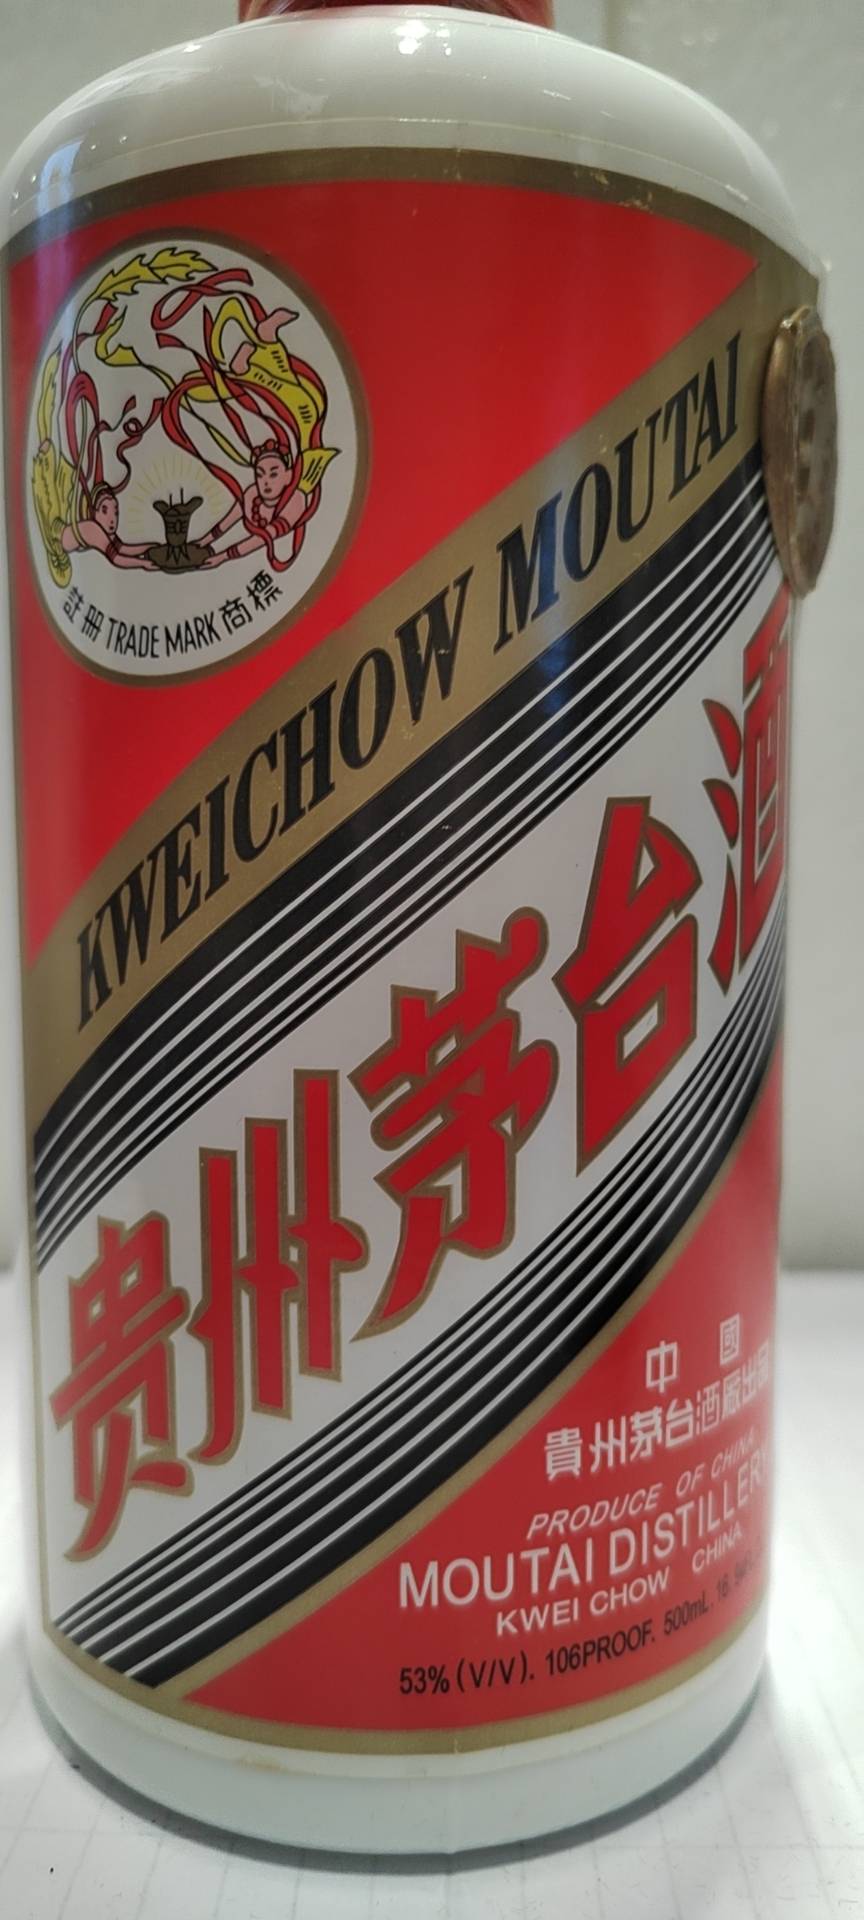 註冊 TRADE MARK 商標
KWEICHOW MOUTAI
贵州茅台酒
中國
貴州茅台酒廠出品
PRODUCE OF CHINA
MOUTAI DISTILLERY
KWEI CHOW CHINA
53% (V/V). 106PROOF. 500mL. 16.